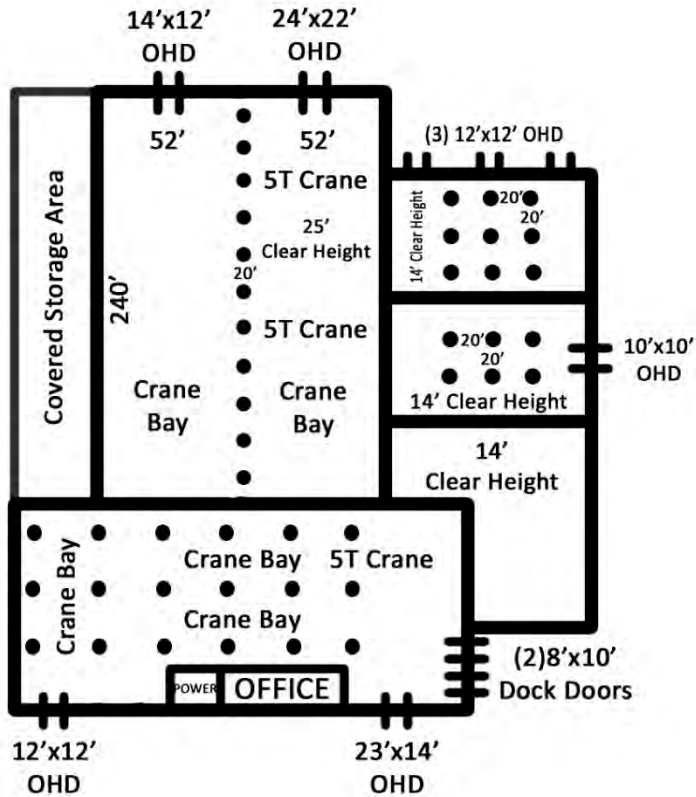 14'x12'
OHD
24'x22'
OHD
(3) 12'x12' OHD
52'
52'
Covered Storage Area
240'
5T Crane
25'
Clear Height
20'
5T Crane
Crane
Bay
Crane
Bay
14' Clear Height
20'
20'
20'
20'
14' Clear Height
10'x10'
OHD
14'
Clear Height
Crane Bay
Crane Bay
5T Crane
Crane Bay
POWER
OFFICE
(2)8'x10'
Dock Doors
12'x12'
OHD
23'x14'
OHD